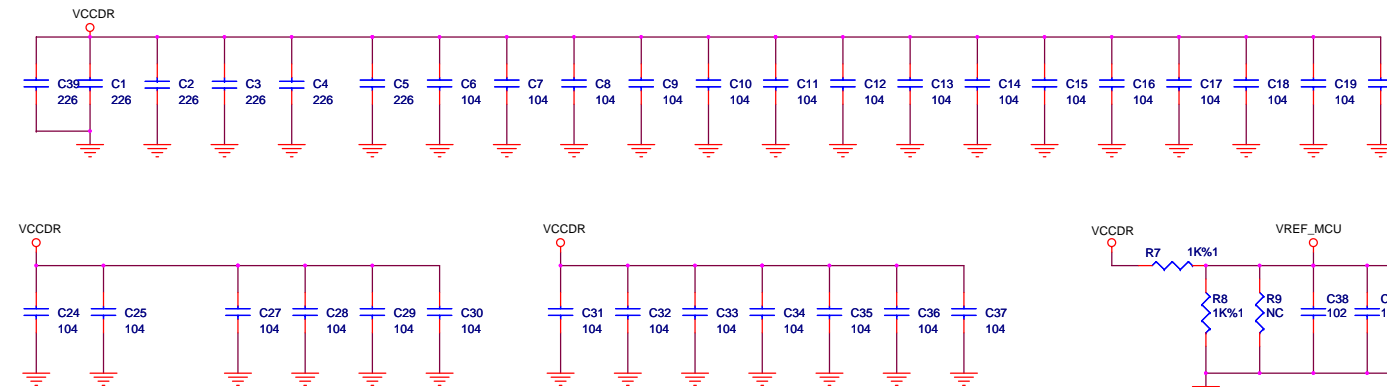 VCCDR
C39 C1 C2 C3 C4 C5 C6 C7 C8 C9 C10 C11 C12 C13 C14 C15 C16 C17 C18 C19
226 226 226 226 226 226 104 104 104 104 104 104 104 104 104 104 104 104 104 104
VCCDR VCCDR VCCDR VREF_MCU
R7 1K%1
C24 C25 C27 C28 C29 C30 C31 C32 C33 C34 C35 C36 C37 R8 R9 C38
104 104 104 104 104 104 104 104 104 104 104 104 104 1K%1 NC 102